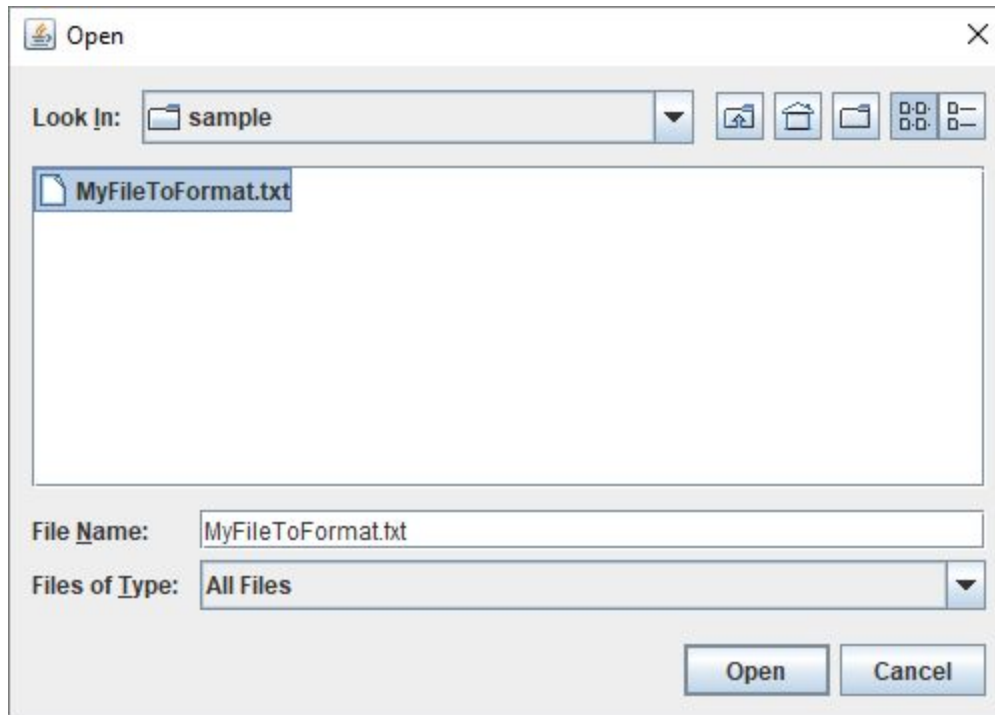 Open
Look In: sample
MyFileToFormat.txt
File Name: MyFileToFormat.txt
Files of Type: All Files
Open Cancel